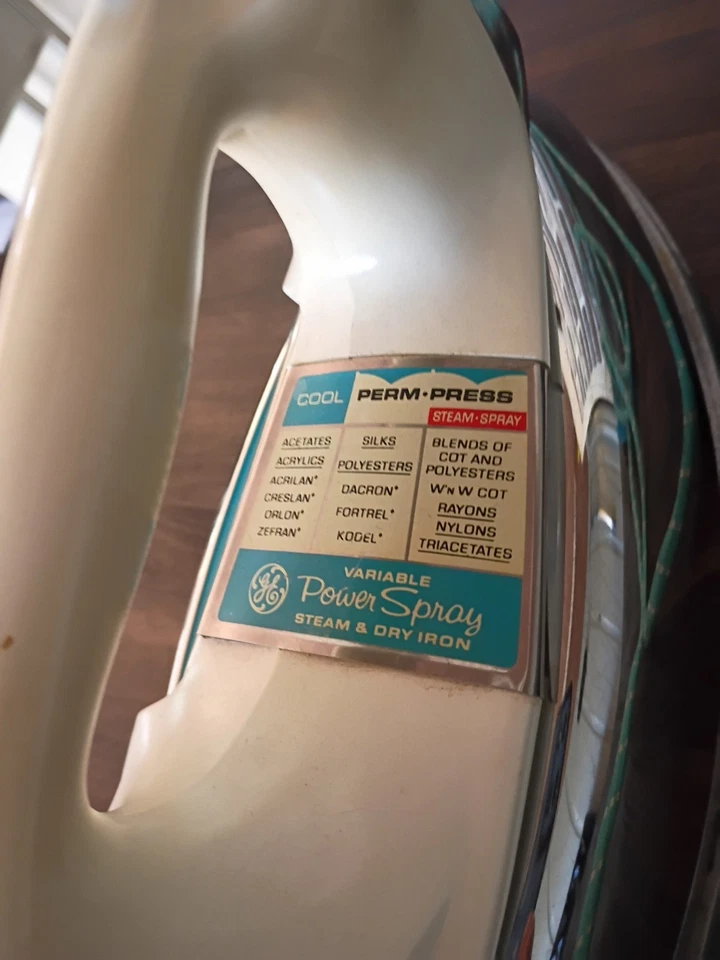 COOL PERM·PRESS
STEAM·SPRAY
ACETATES
ACRYLICS
ACRILAN*
CRESLAN*
ORLON*
ZEFRAN*
SILKS
POLYESTERS
DACRON*
FORTREL*
KODEL*
BLENDS OF
COT AND
POLYESTERS
W'n W COT
RAYONS
NYLONS
TRIACETATES
GE
VARIABLE
Power Spray
STEAM & DRY IRON